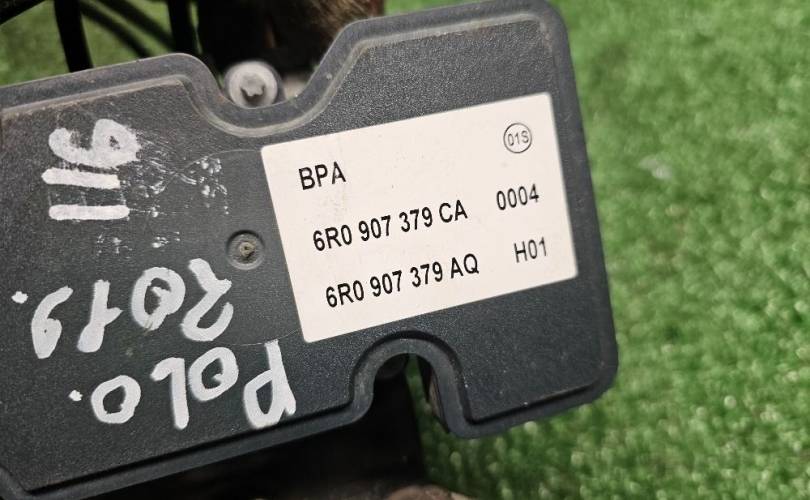 01S
BPA
6R0 907 379 CA 0004
6R0 907 379 AQ H01
POLO.
2019.
911